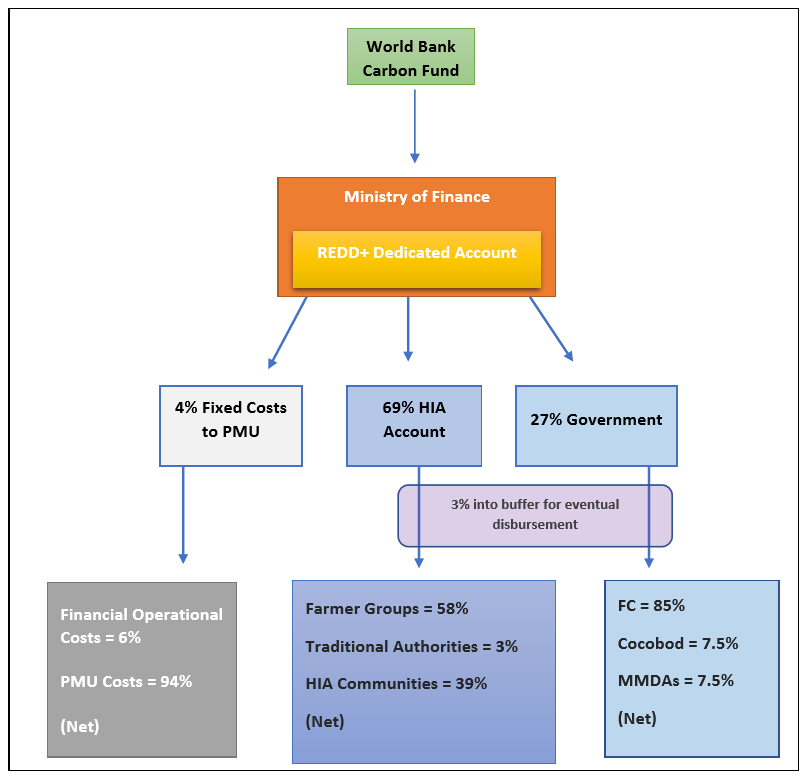 World Bank
Carbon Fund
Ministry of Finance
REDD+ Dedicated Account
4% Fixed Costs
to PMU
69% HIA
Account
27% Government
3% into buffer for eventual
disbursement
Financial Operational
Costs = 6%
PMU Costs = 94%
(Net)
Farmer Groups = 58%
Traditional Authorities = 3%
HIA Communities = 39%
(Net)
FC = 85%
Cocobod = 7.5%
MMDAs = 7.5%
(Net)